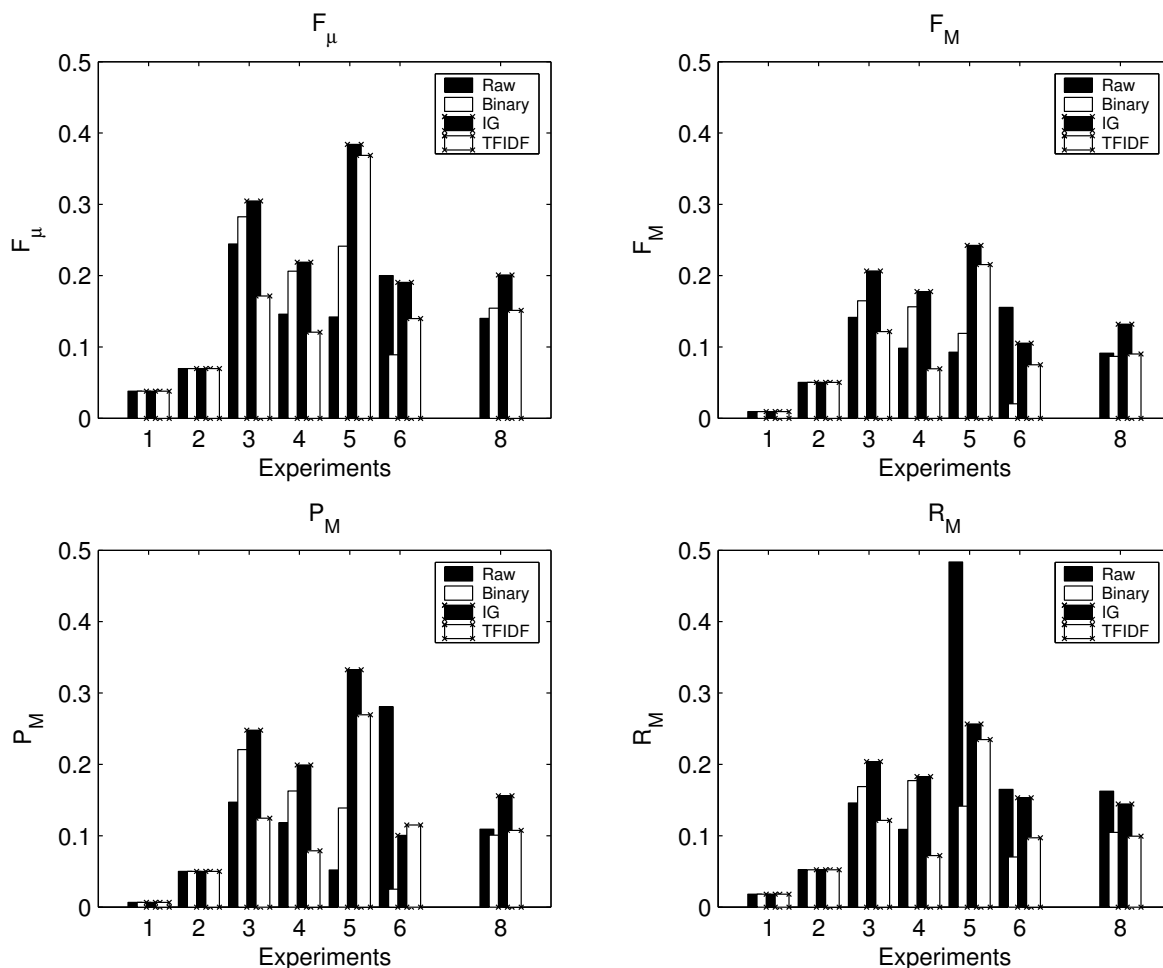 F_μ
0.5
0.4
0.3
0.2
0.1
0
F_μ
1 2 3 4 5 6 8
Experiments
Raw
Binary
IG
TFIDF
F_M
0.5
0.4
0.3
0.2
0.1
0
F_M
1 2 3 4 5 6 8
Experiments
Raw
Binary
IG
TFIDF
P_M
0.5
0.4
0.3
0.2
0.1
0
P_M
1 2 3 4 5 6 8
Experiments
Raw
Binary
IG
TFIDF
R_M
0.5
0.4
0.3
0.2
0.1
0
R_M
1 2 3 4 5 6 8
Experiments
Raw
Binary
IG
TFIDF